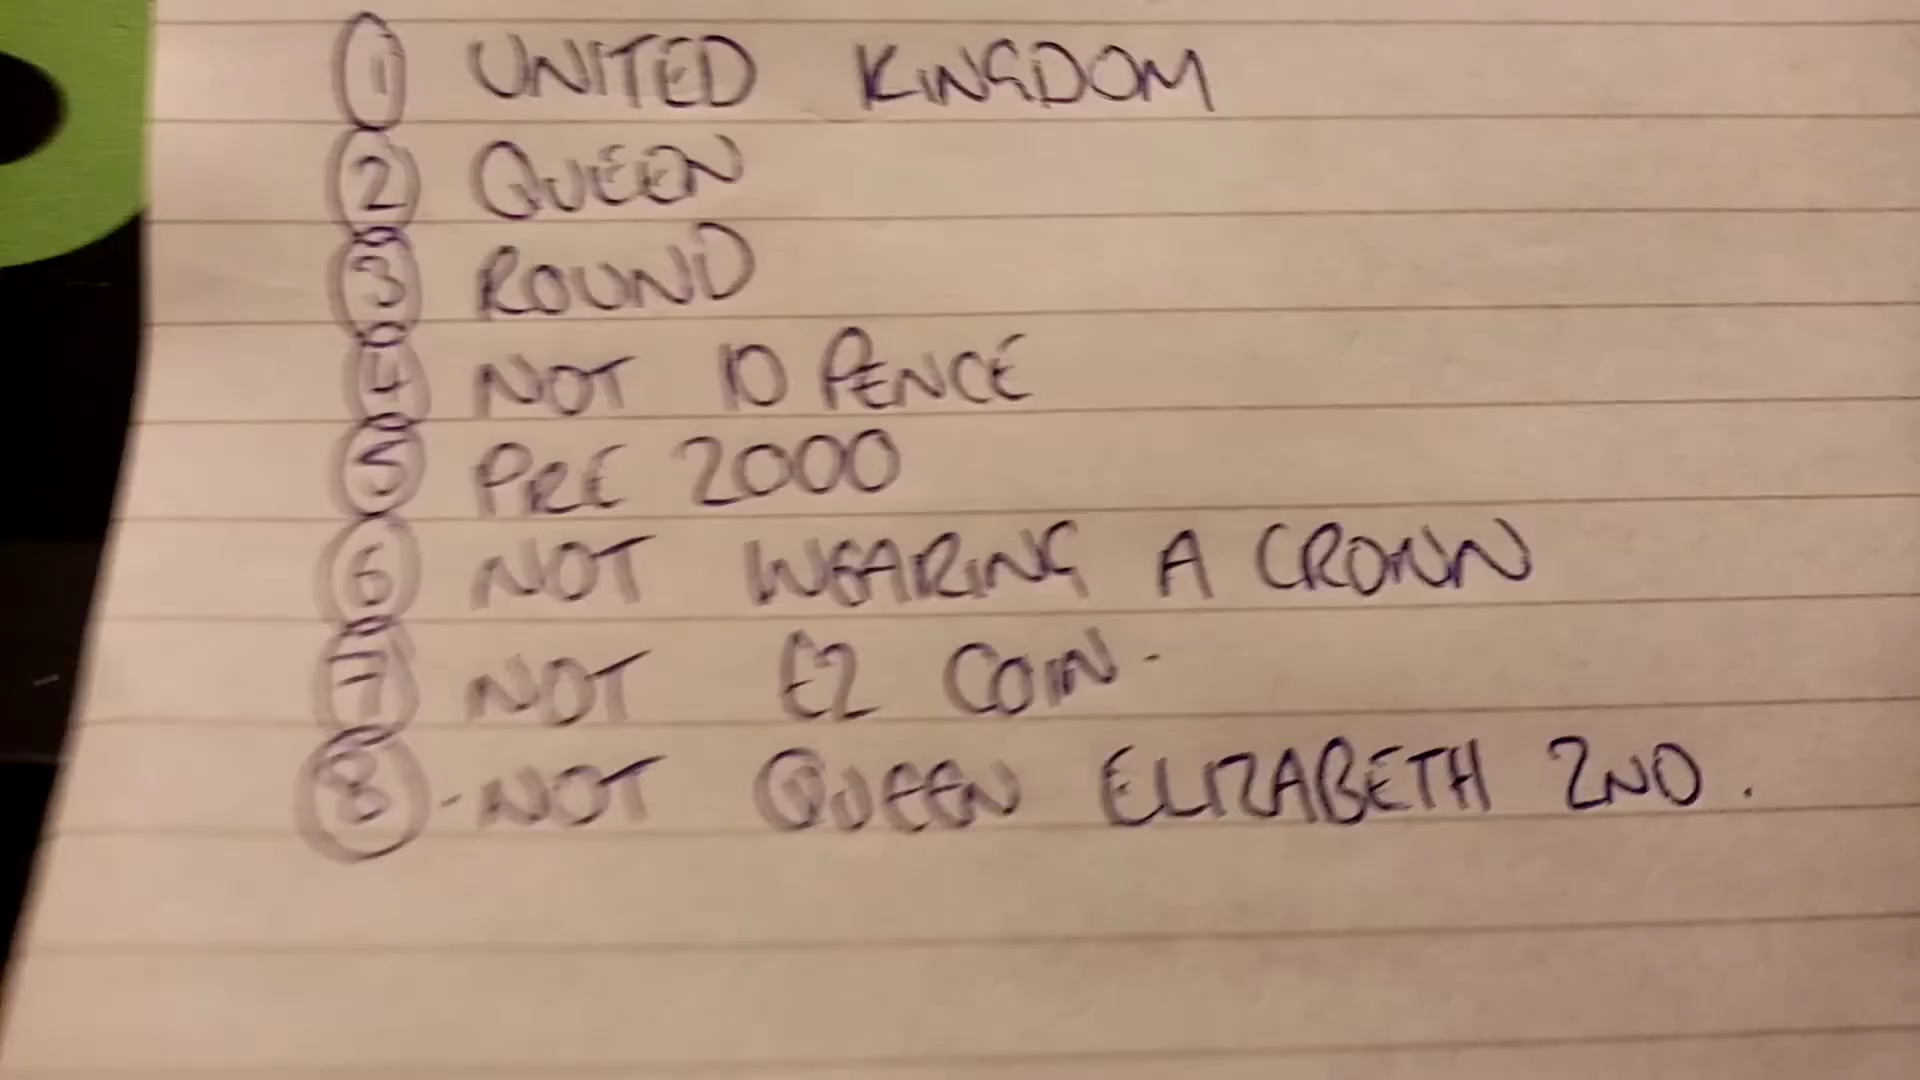 1 UNITED KINGDOM
2 QUEEN
3 ROUND
4 NOT 10 PENCE
5 PRE 2000
6 NOT WEARING A CROWN
7 NOT £2 COIN.
8 - NOT QUEEN ELIZABETH 2ND.